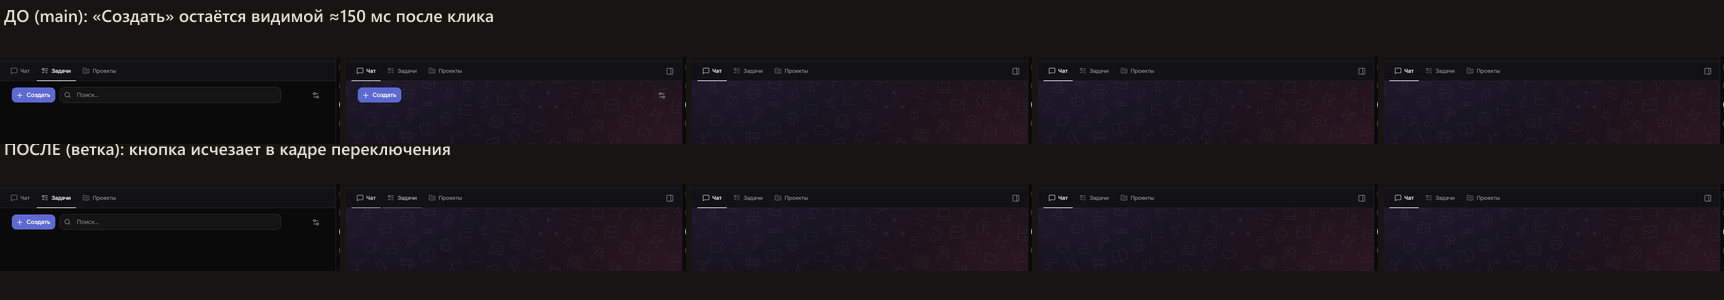 ДО (main): «Создать» остаётся видимой ≈150 мс после клика
Чат Задачи Проекты
Чат Задачи Проекты
Чат Задачи Проекты
Чат Задачи Проекты
Чат Задачи Проекты
+ Создать Поиск...
+ Создать
ПОСЛЕ (ветка): кнопка исчезает в кадре переключения
Чат Задачи Проекты
Чат Задачи Проекты
Чат Задачи Проекты
Чат Задачи Проекты
Чат Задачи Проекты
+ Создать Поиск...